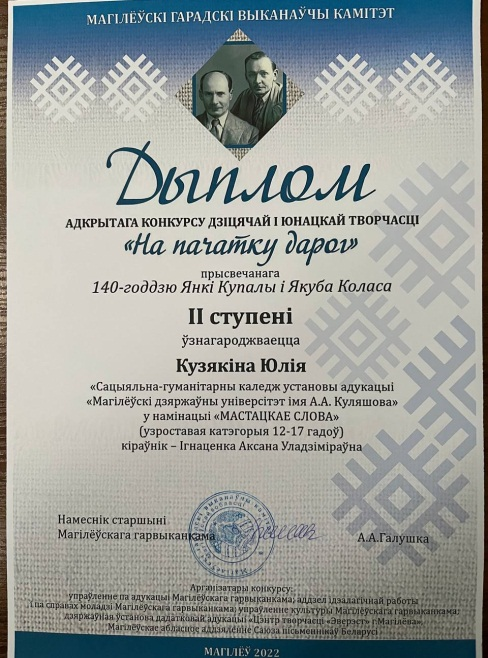 МАГІЛЁЎСКІ ГАРАДСКІ ВЫКАНАЎЧЫ КАМІТЭТ
Дыплом
АДКРЫТАГА КОНКУРСУ ДЗІЦЯЧАЙ І ЮНАЦКАЙ ТВОРЧАСЦІ
«На пачатку дарог»
прысвечанага
140-годдзю Янкі Купалы і Якуба Коласа
II ступені
ўзнагароджваецца
Кузякіна Юлія
«Сацыяльна-гуманітарны каледж установы адукацыі
«Магілёўскі дзяржаўны універсітэт імя А.А. Куляшова»
у намінацыі «МАСТАЦКАЕ СЛОВА»
(узроставая катэгорыя 12-17 гадоў)
кіраўнік – Ігнаценка Аксана Уладзіміраўна
Намеснік старшыні
Магілёўскага гарвыканкама
А.А.Галушка
Арганізатары конкурсу:
упраўленне па адукацыі Магілёўскага гарвыканкама; аддзел ідэалагічнай работы
і па справах моладзі Магілёўскага гарвыканкама; упраўленне культуры Магілёўскага гарвыканкама;
дзяржаўная ўстанова дадатковай адукацыі «Цэнтр творчасці «Эверэст» г.Магілёва»,
Магілёўскае абласное аддзяленне Саюза пісьменнікаў Беларусі
МАГІЛЁЎ 2022